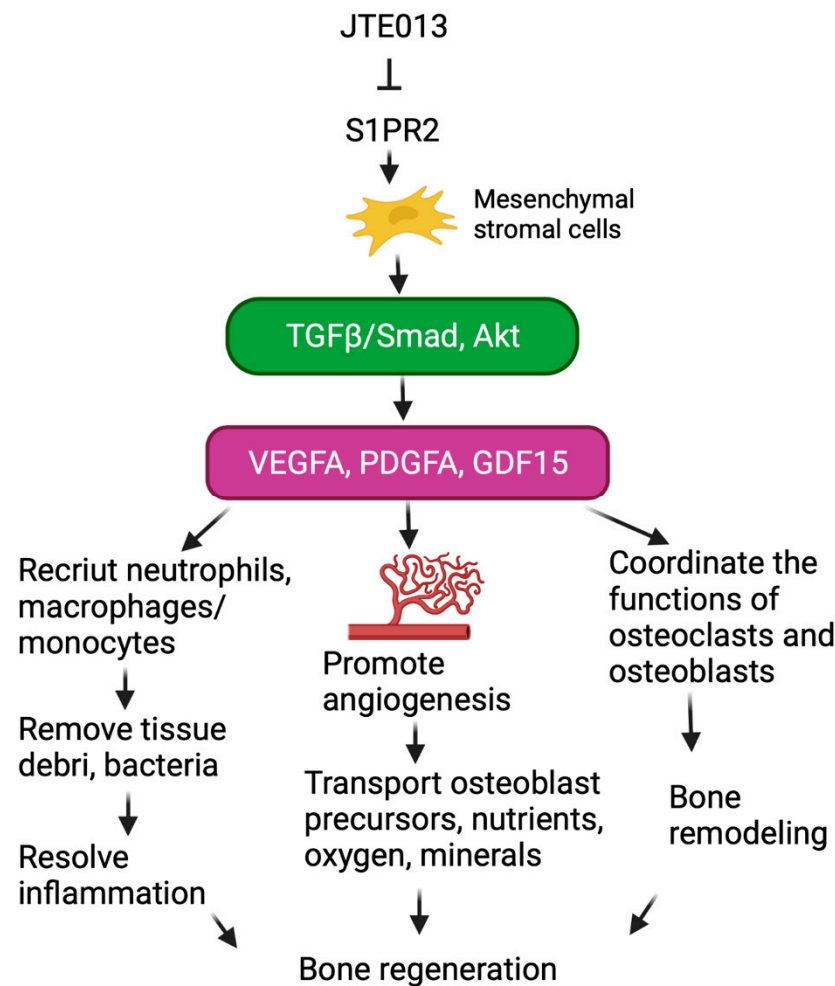 JTE013
S1PR2
Mesenchymal
stromal cells
TGFβ/Smad, Akt
VEGFA, PDGFA, GDF15
Recriut neutrophils,
macrophages/
monocytes
Remove tissue
debri, bacteria
Resolve
inflammation
Promote
angiogenesis
Transport osteoblast
precursors, nutrients,
oxygen, minerals
Coordinate the
functions of
osteoclasts and
osteoblasts
Bone
remodeling
Bone regeneration